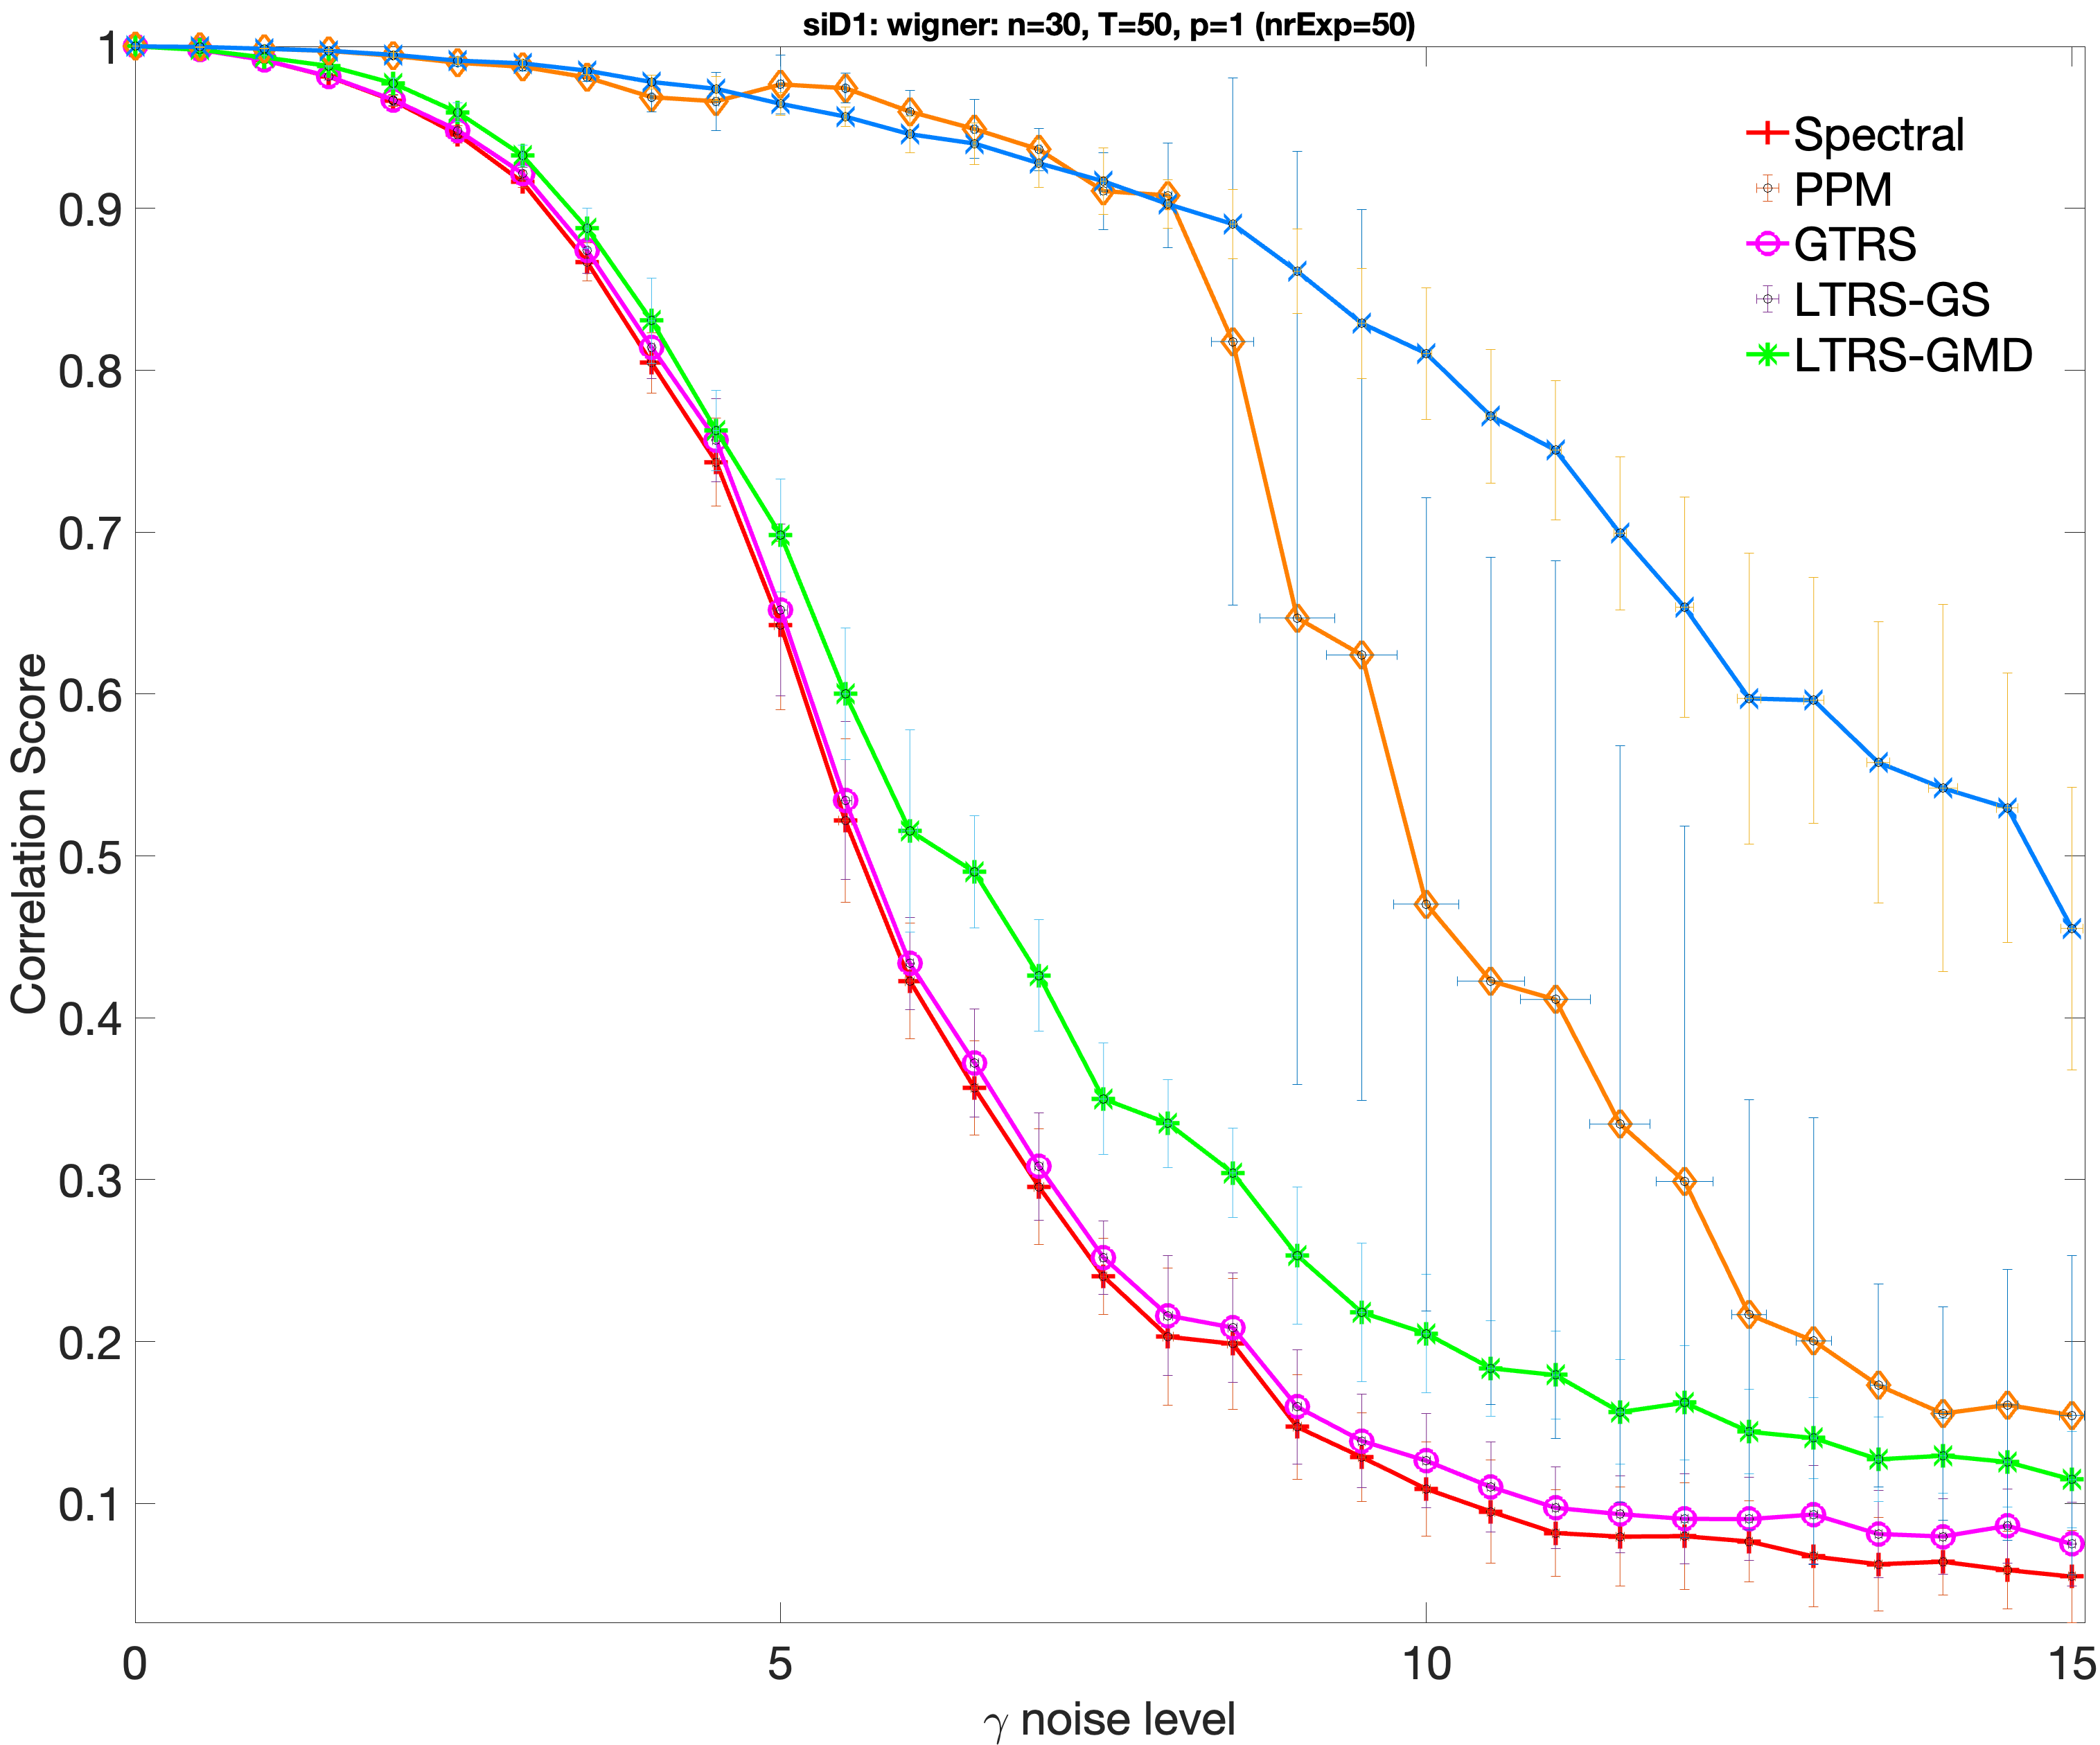 siD1: wigner: n=30, T=50, p=1 (nrExp=50)
Spectral
PPM
GTRS
LTRS-GS
LTRS-GMD
Correlation Score
1
0.9
0.8
0.7
0.6
0.5
0.4
0.3
0.2
0.1
0 5 10 15
γ noise level